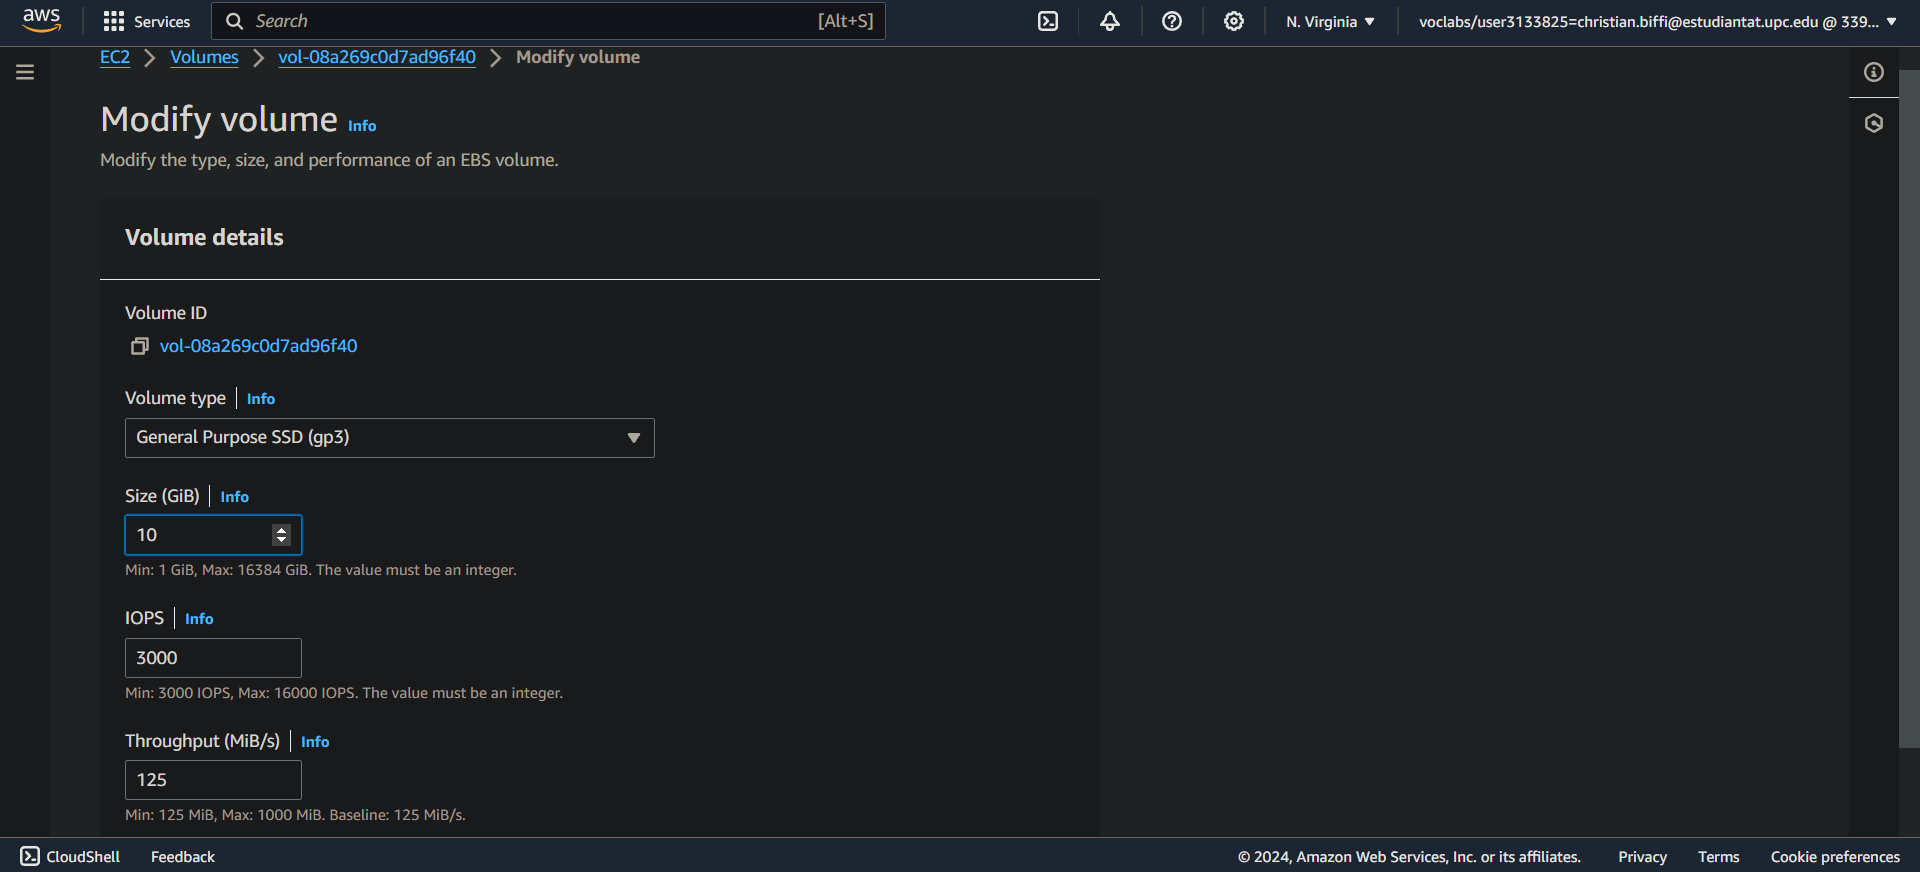 aws Services Search [Alt+S] N. Virginia voclabs/user3133825=christian.biffi@estudiantat.upc.edu @ 339...
EC2 Volumes vol-08a269c0d7ad96f40 Modify volume
Modify volume Info
Modify the type, size, and performance of an EBS volume.
Volume details
Volume ID
vol-08a269c0d7ad96f40
Volume type Info
General Purpose SSD (gp3)
Size (GiB) Info
10
Min: 1 GiB, Max: 16384 GiB. The value must be an integer.
IOPS Info
3000
Min: 3000 IOPS, Max: 16000 IOPS. The value must be an integer.
Throughput (MiB/s) Info
125
Min: 125 MiB, Max: 1000 MiB. Baseline: 125 MiB/s.
CloudShell Feedback © 2024, Amazon Web Services, Inc. or its affiliates. Privacy Terms Cookie preferences